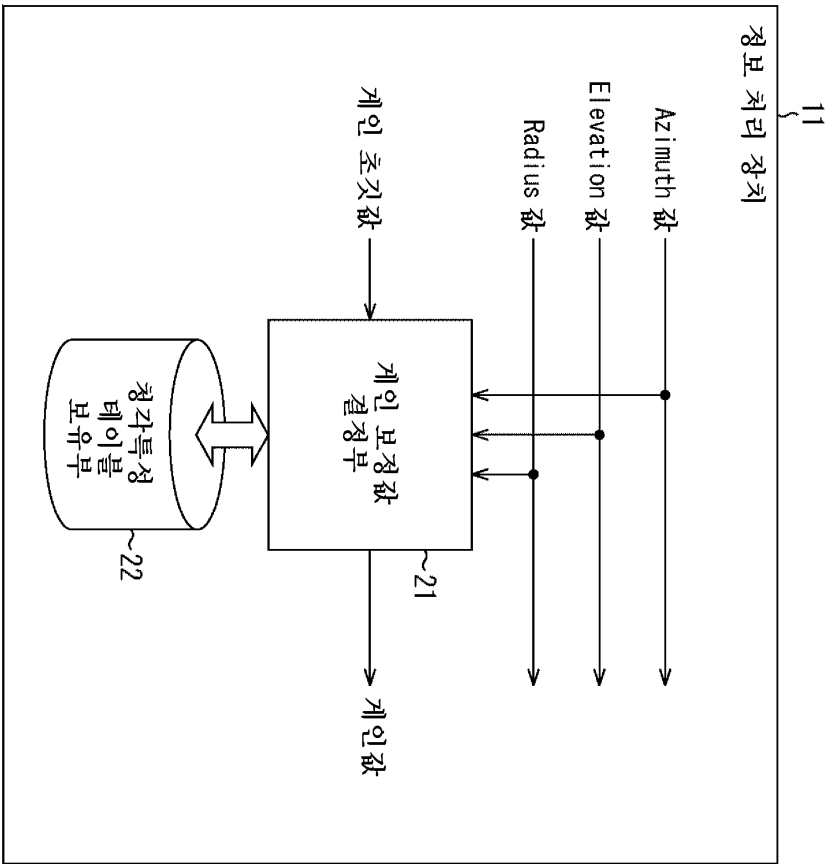 11
정보 처리 장치
Azimuth 값
Elevation 값
Radius 값
게인 초깃값
게인 보정값
결정부
21
게인값
청각특성
테이블
보유부
22